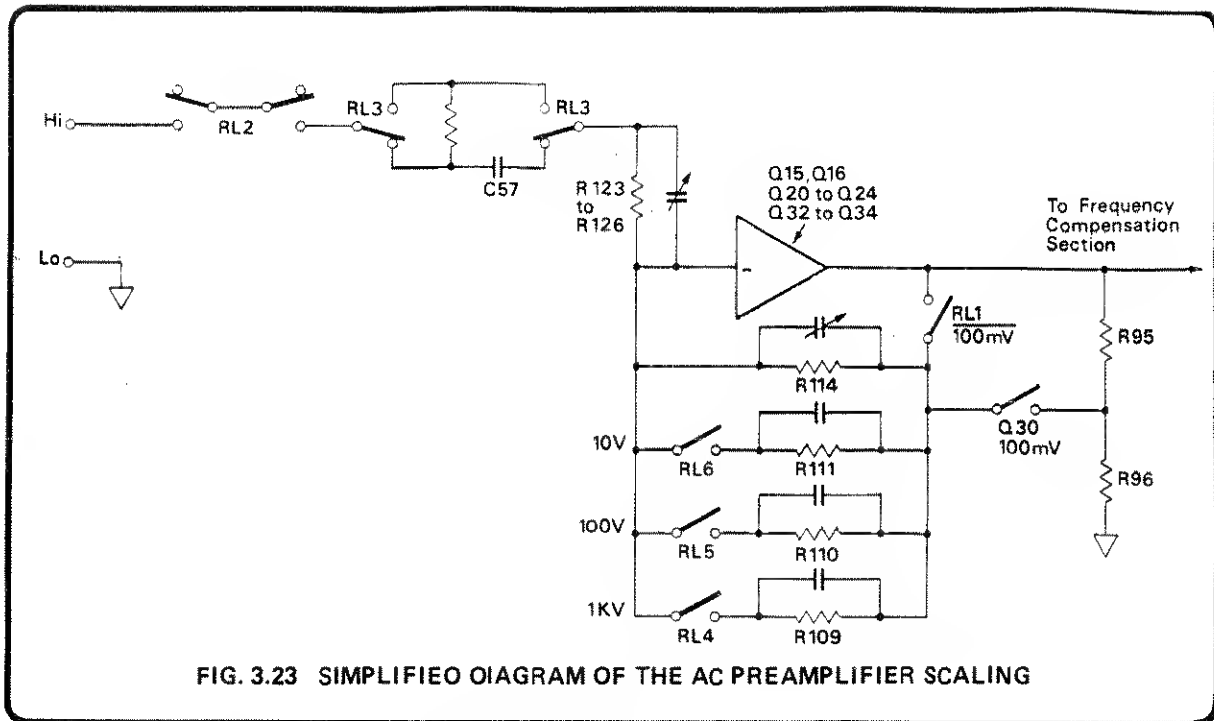 RL3
RL3
Hi
RL2
C57
R123
to
R126
Q15, Q16
Q20 to Q24
Q32 to Q34
To Frequency
Compensation
Section
-
Lo
RL1
100mV
R95
R114
Q30
100mV
10V
RL6
R111
R96
100V
RL5
R110
1KV
RL4
R109
FIG. 3.23 SIMPLIFIEO OIAGRAM OF THE AC PREAMPLIFIER SCALING